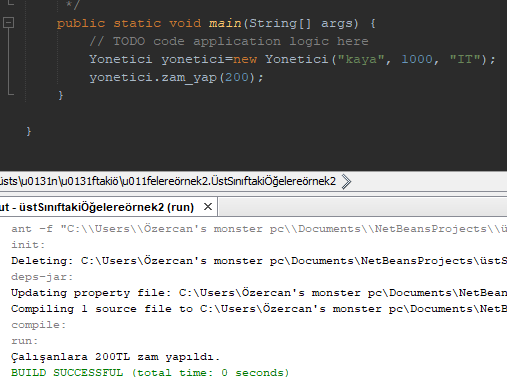 */
public static void main(String[] args) {
// TODO code application logic here
Yonetici yonetici=new Yonetici("kaya", 1000, "IT");
yonetici.zam_yap(200);
}
}
üsts\u0131n\u0131ftakiö\u011felereörnek2.ÜstSınıftakiÖğelereörnek2
ut - üstSınıftakiÖğelereörnek2 (run) ×
ant -f "C:\\Users\\Özercan's monster pc\\Documents\\NetBeansProjects\\ü
init:
Deleting: C:\Users\Özercan's monster pc\Documents\NetBeansProjects\üstS
deps-jar:
Updating property file: C:\Users\Özercan's monster pc\Documents\NetBean
Compiling 1 source file to C:\Users\Özercan's monster pc\Documents\NetB
compile:
run:
Çalışanlara 200TL zam yapıldı.
BUILD SUCCESSFUL (total time: 0 seconds)